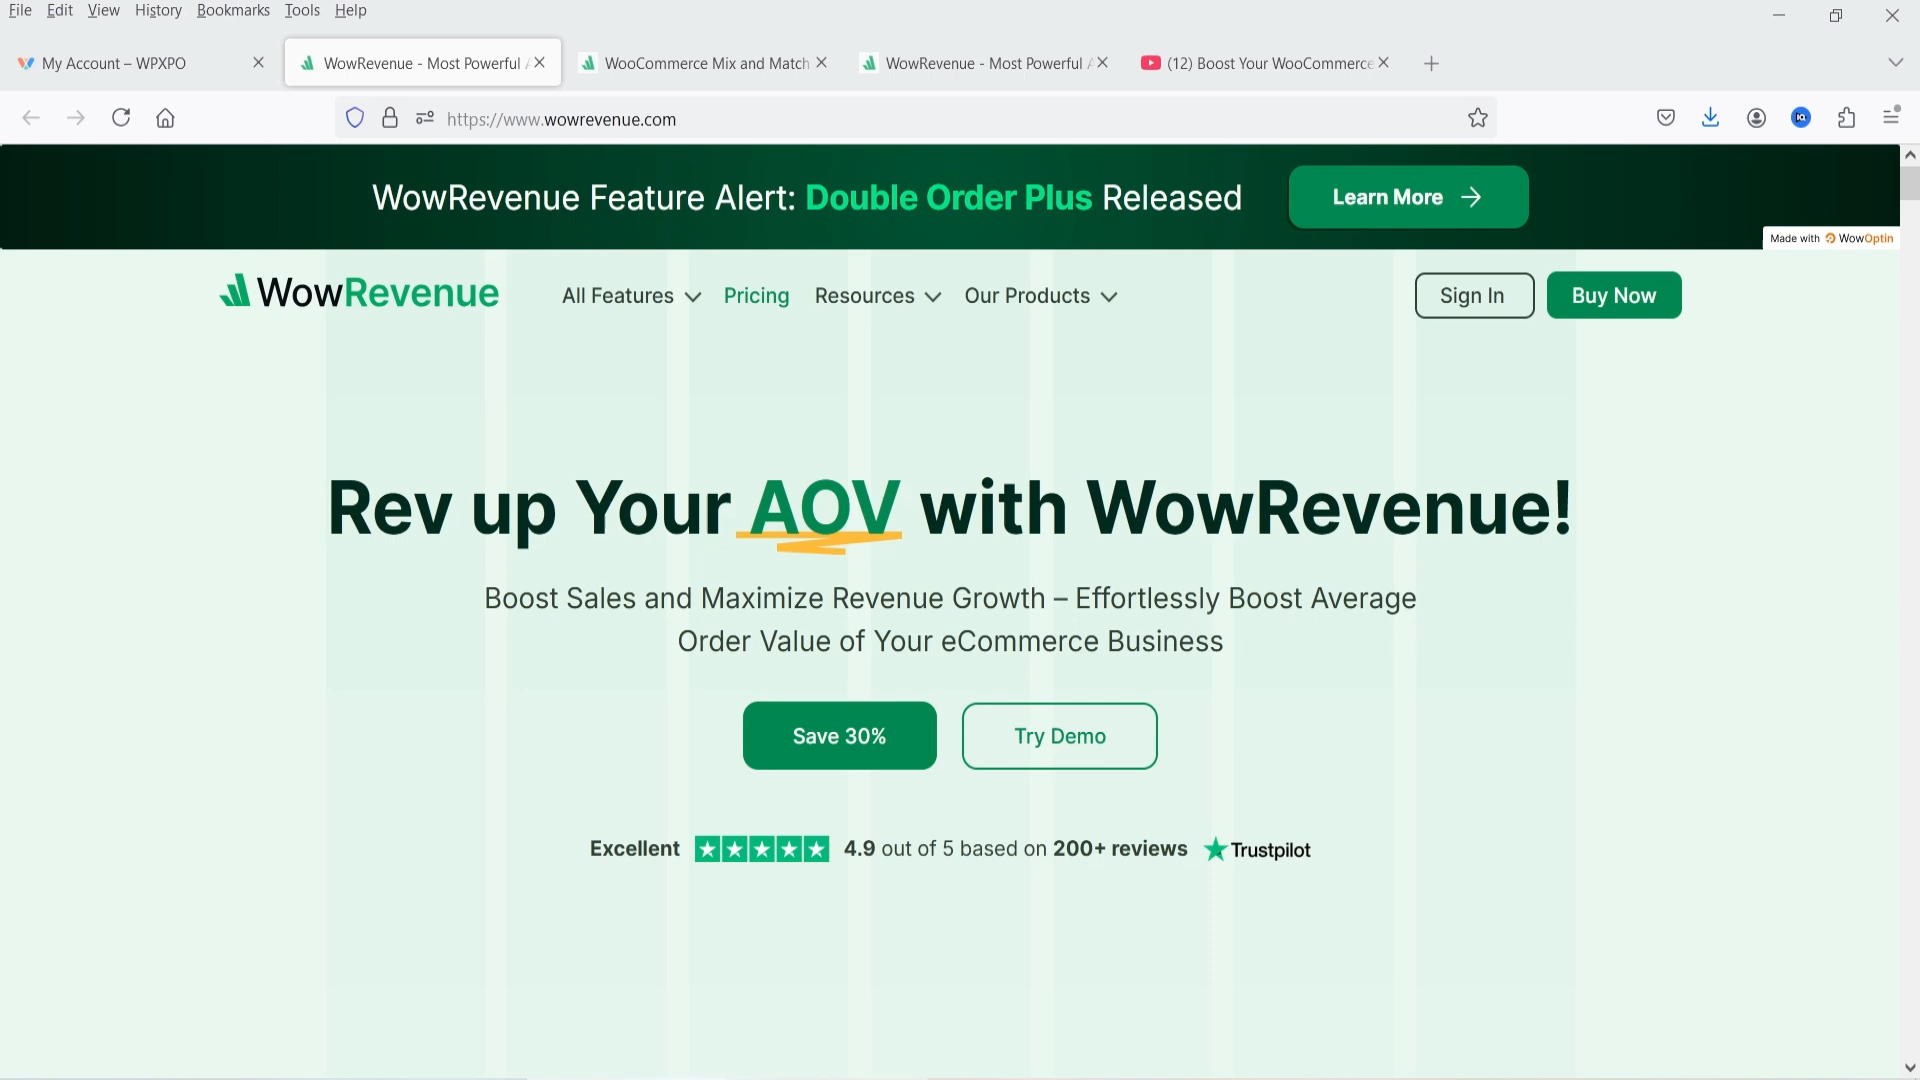 File Edit View History Bookmarks Tools Help
My Account – WPXPO
WowRevenue - Most Powerful
WooCommerce Mix and Match
WowRevenue - Most Powerful
(12) Boost Your WooCommerce
https://www.wowrevenue.com
WowRevenue Feature Alert: Double Order Plus Released
Learn More
Made with WowOptin
WowRevenue
All Features Pricing Resources Our Products
Sign In Buy Now
Rev up Your AOV with WowRevenue!
Boost Sales and Maximize Revenue Growth – Effortlessly Boost Average
Order Value of Your eCommerce Business
Save 30% Try Demo
Excellent 4.9 out of 5 based on 200+ reviews Trustpilot